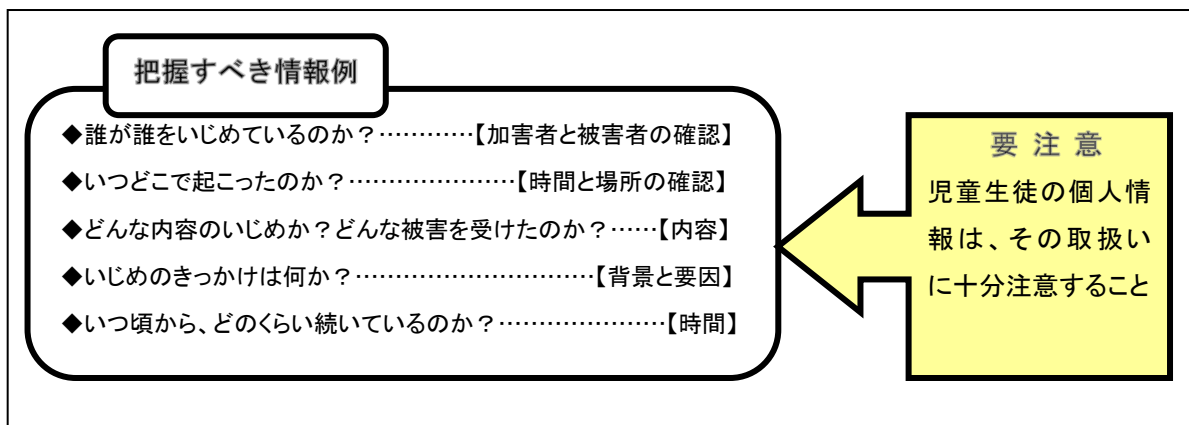 把握すべき情報例
◆誰が誰をいじめているのか？…………【加害者と被害者の確認】
◆いつどこで起こったのか？…………………【時間と場所の確認】
◆どんな内容のいじめか？どんな被害を受けたのか？……【内容】
◆いじめのきっかけは何か？…………………………【背景と要因】
◆いつ頃から、どのくらい続いているのか？…………………【時間】
要 注 意
児童生徒の個人情
報は、その取扱い
に十分注意すること